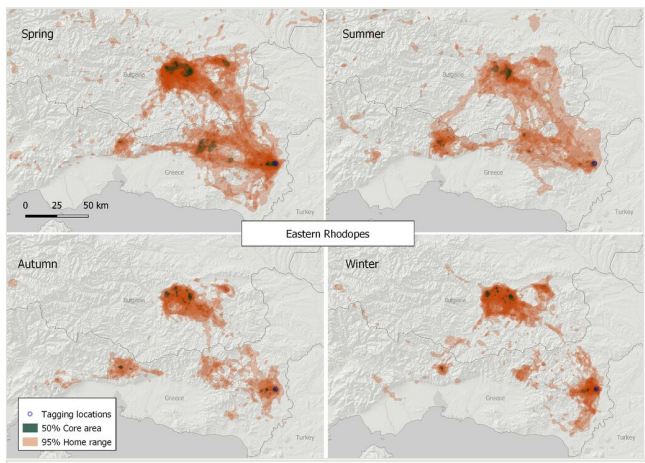 Spring
Summer
Bulgaria
Bulgaria
Greece
Greece
0 25 50 km
Turkey
Turkey
Eastern Rhodopes
Autumn
Winter
Bulgaria
Bulgaria
Greece
Greece
Tagging locations
50% Core area
95% Home range
Turkey
Turkey